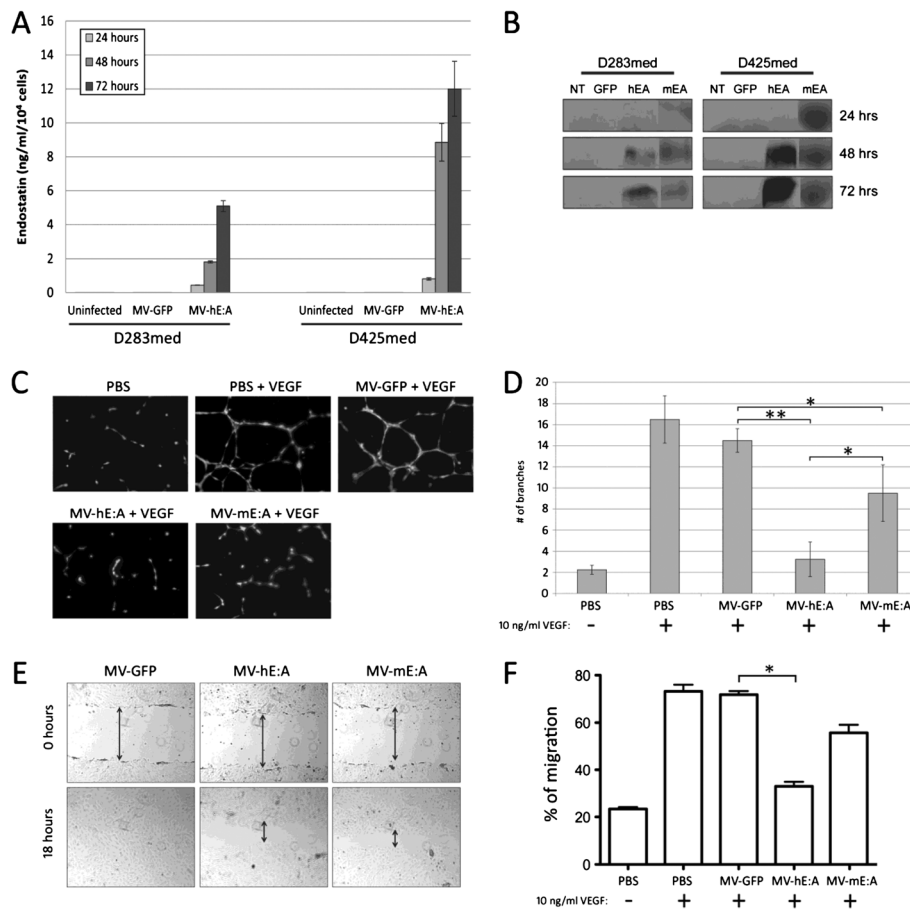 A
Endostatin (ng/ml/10⁴ cells)
16
14
12
10
8
6
4
2
0
24 hours
48 hours
72 hours
Uninfected MV-GFP MV-hE:A Uninfected MV-GFP MV-hE:A
D283med D425med
B
D283med D425med
NT GFP hEA mEA NT GFP hEA mEA
24 hrs
48 hrs
72 hrs
C
PBS PBS + VEGF MV-GFP + VEGF
MV-hE:A + VEGF MV-mE:A + VEGF
D
# of branches
20
18
16
14
12
10
8
6
4
2
0
*
**
*
PBS PBS MV-GFP MV-hE:A MV-mE:A
10 ng/ml VEGF: - + + + +
E
MV-GFP MV-hE:A MV-mE:A
0 hours
18 hours
F
% of migration
80
60
40
20
0
*
PBS PBS MV-GFP MV-hE:A MV-mE:A
10 ng/ml VEGF: - + + + +